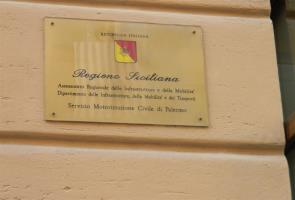 REPUBBLICA ITALIANA
Regione Siciliana
Assessorato Regionale delle Infrastrutture e della Mobilità
Dipartimento delle Infrastrutture, della Mobilità e dei Trasporti
Servizio Motorizzazione Civile di Palermo